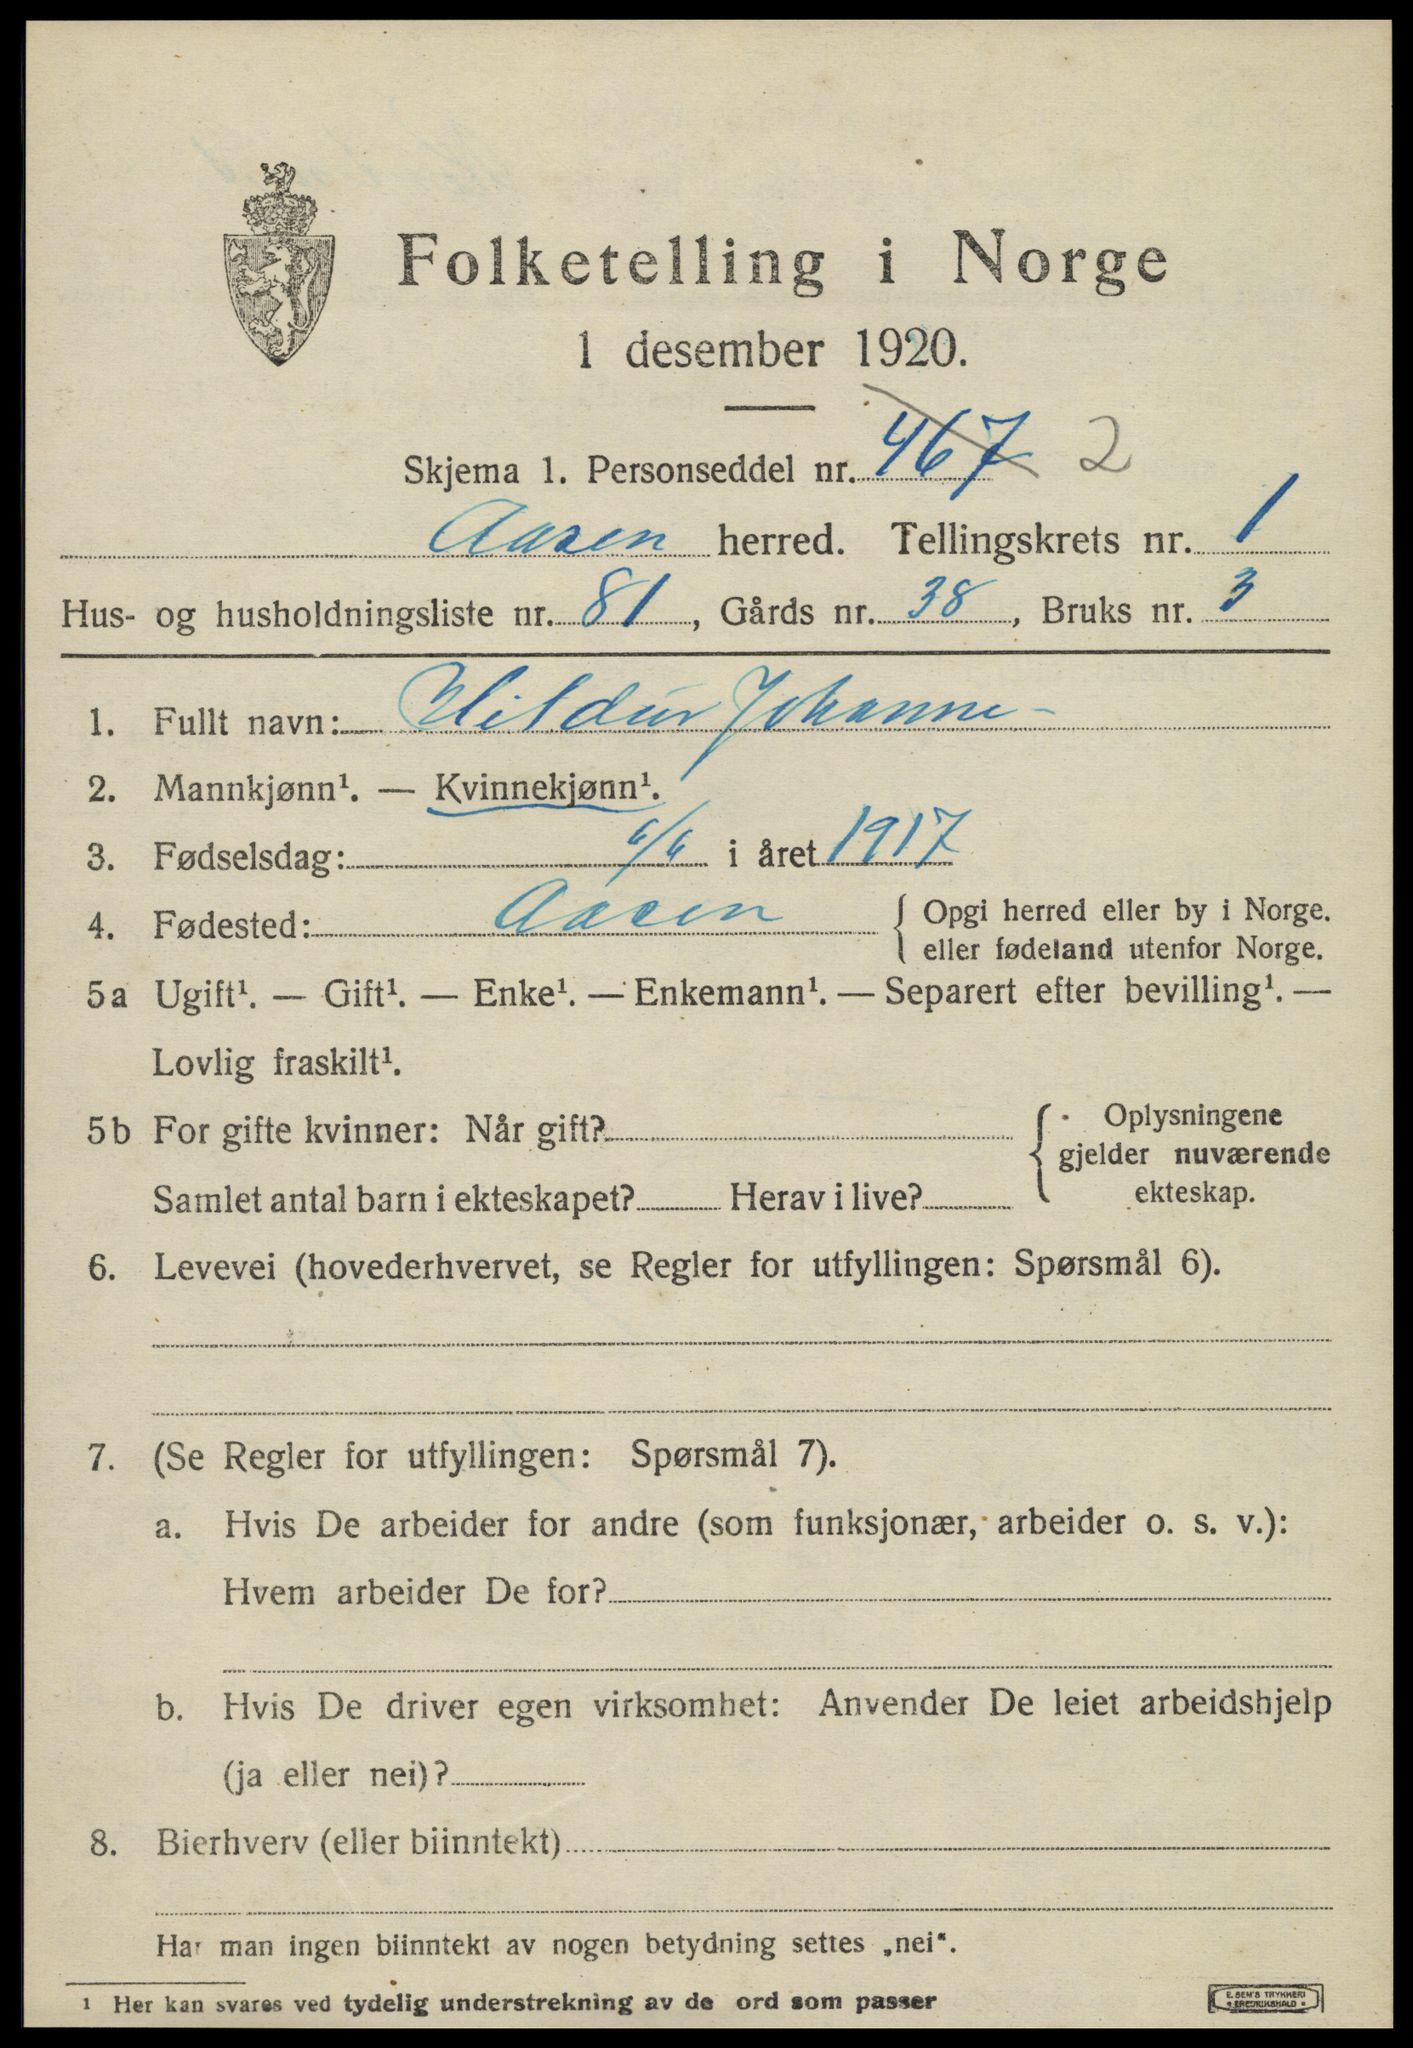 Folketelling i Norge
1 desember 1920.
Skjema 1. Personseddel nr. 467 2
Aasen herred. Tellingskrets nr. 1
Hus- og husholdningsliste nr. 81, Gårds nr. 38, Bruks nr. 3
1. Fullt navn: Hildur Johanne
2. Mannkjønn¹. — Kvinnekjønn¹.
3. Fødselsdag: 6/6 i året 1917
4. Fødested: Aasen { Opgi herred eller by i Norge.
eller fødeland utenfor Norge.
5a Ugift¹. — Gift¹. — Enke¹. — Enkemann¹. — Separert efter bevilling¹. —
Lovlig fraskilt¹.
5b For gifte kvinner: Når gift? { Oplysningene
gjelder nuværende
Samlet antal barn i ekteskapet? Herav i live? ekteskap.
6. Levevei (hovederhvervet, se Regler for utfyllingen: Spørsmål 6).
7. (Se Regler for utfyllingen: Spørsmål 7).
a. Hvis De arbeider for andre (som funksjonær, arbeider o. s. v.):
Hvem arbeider De for?
b. Hvis De driver egen virksomhet: Anvender De leiet arbeidshjelp
(ja eller nei)?
8. Bierhverv (eller biinntekt)
Har man ingen biinntekt av nogen betydning settes „nei“.
¹ Her kan svares ved tydelig understrekning av de ord som passer
E. SEM'S TRYKKERI
FREDRIKSHALD